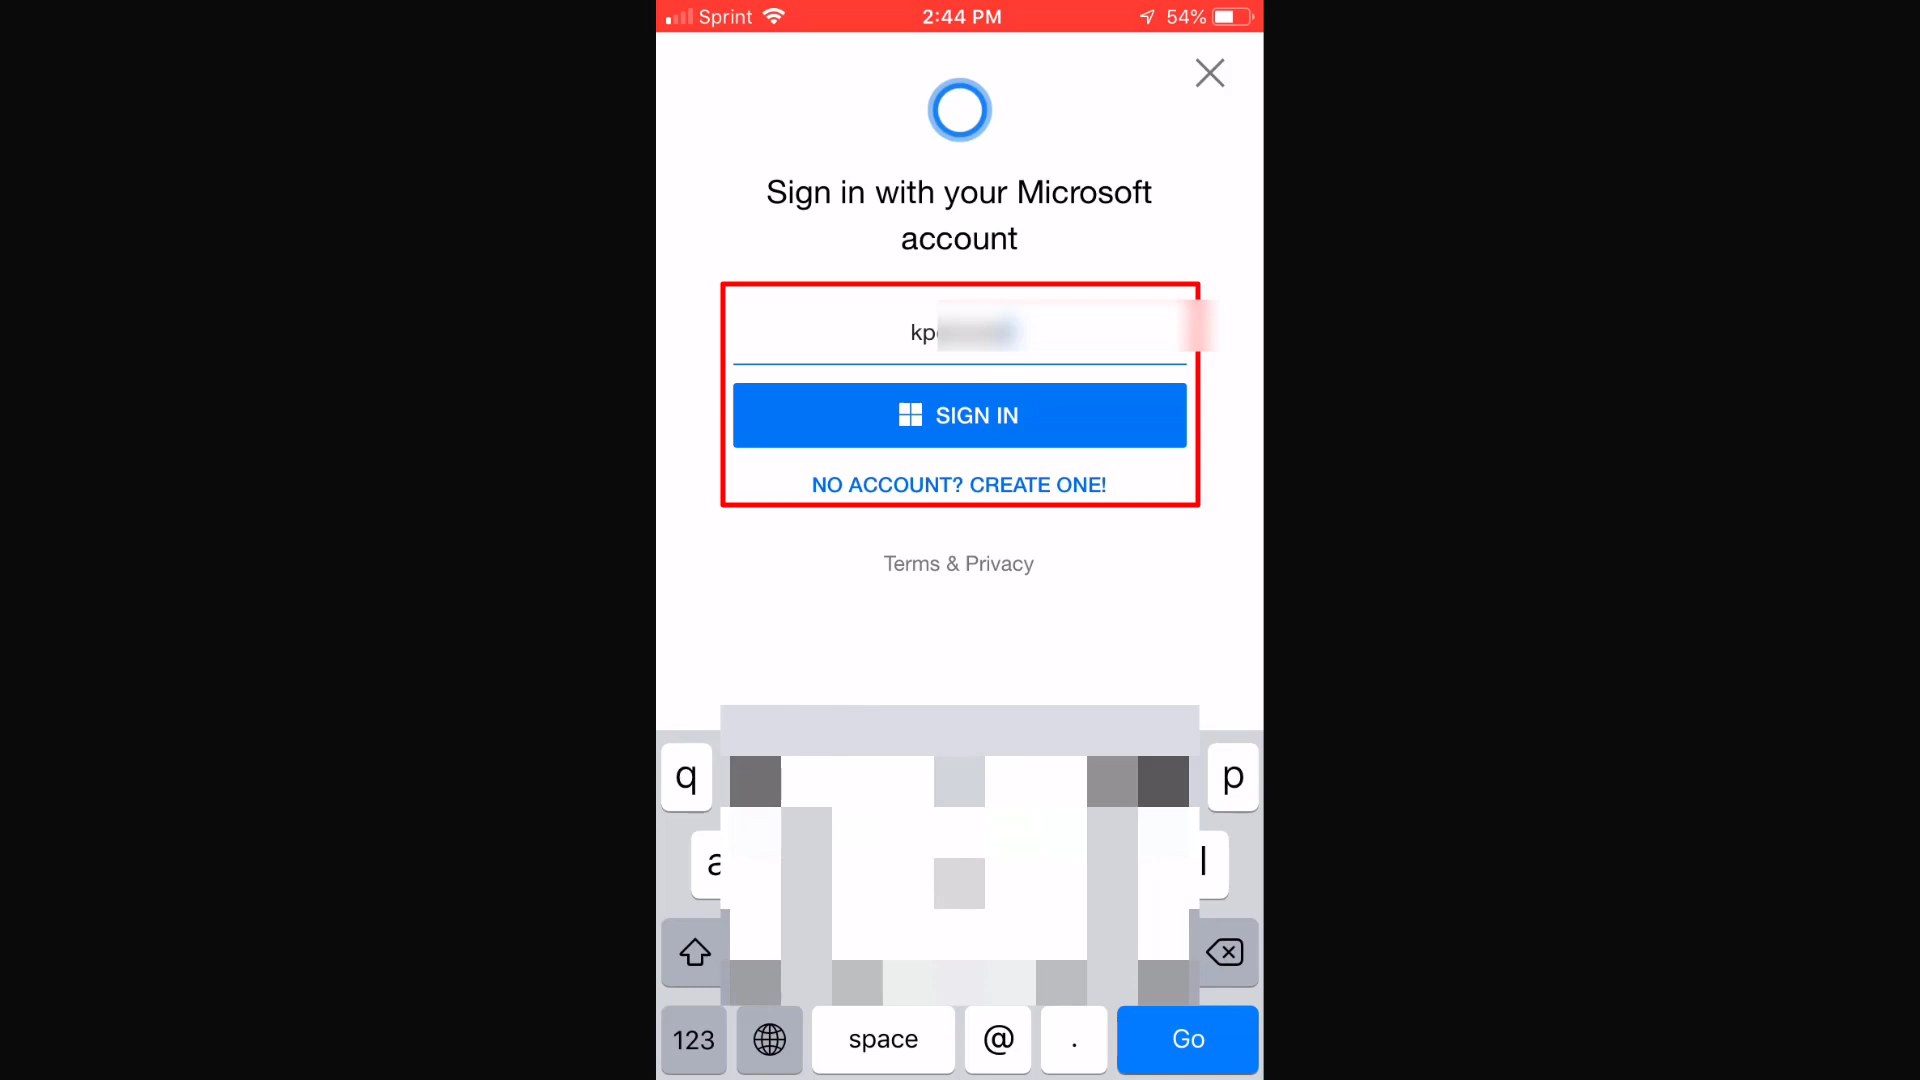 Sprint 2:44 PM 54%
Sign in with your Microsoft
account
SIGN IN
NO ACCOUNT? CREATE ONE!
Terms & Privacy
q p
a l
123 space @ . Go